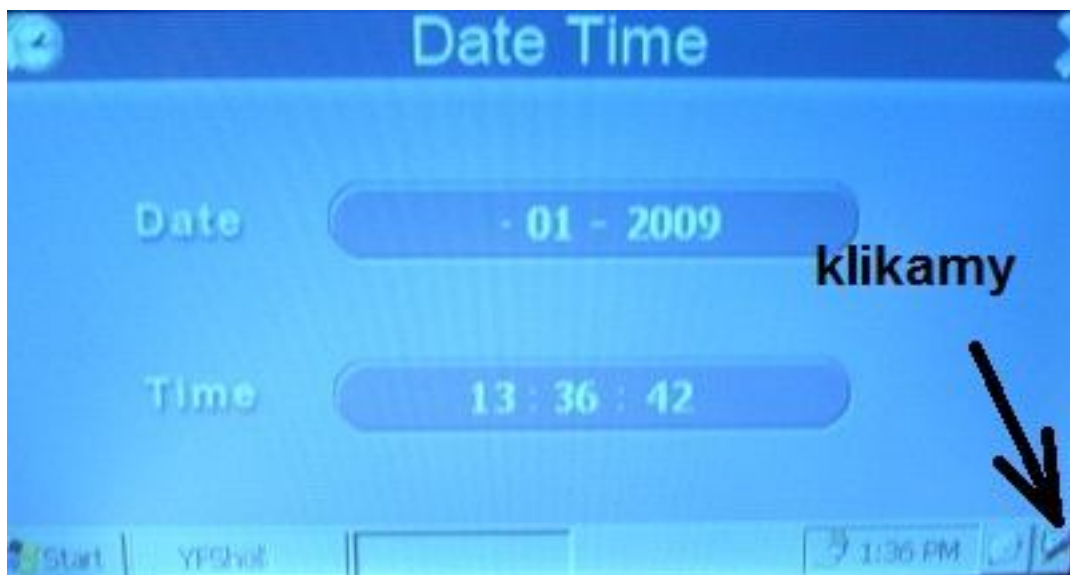 Date Time
Date - 01 - 2009
klikamy
Time 13 : 36 : 42
Start
1:36 PM